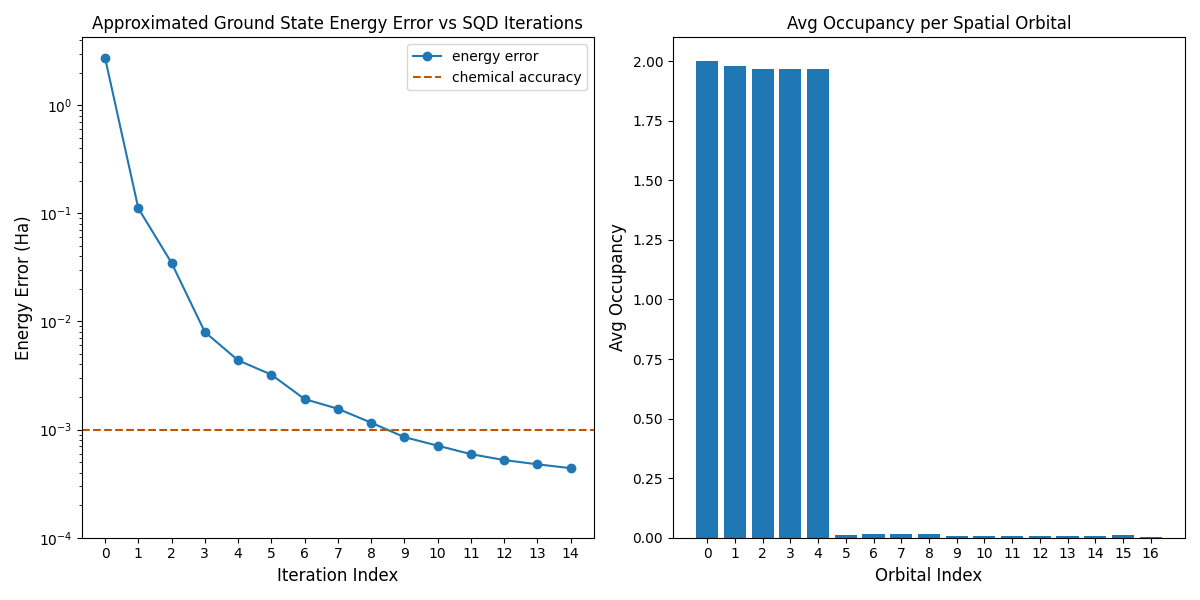 Approximated Ground State Energy Error vs SQD Iterations
energy error
chemical accuracy
10⁰
10⁻¹
10⁻²
10⁻³
10⁻⁴
Energy Error (Ha)
0 1 2 3 4 5 6 7 8 9 10 11 12 13 14
Iteration Index
Avg Occupancy per Spatial Orbital
2.00
1.75
1.50
1.25
1.00
0.75
0.50
0.25
0.00
Avg Occupancy
0 1 2 3 4 5 6 7 8 9 10 11 12 13 14 15 16
Orbital Index